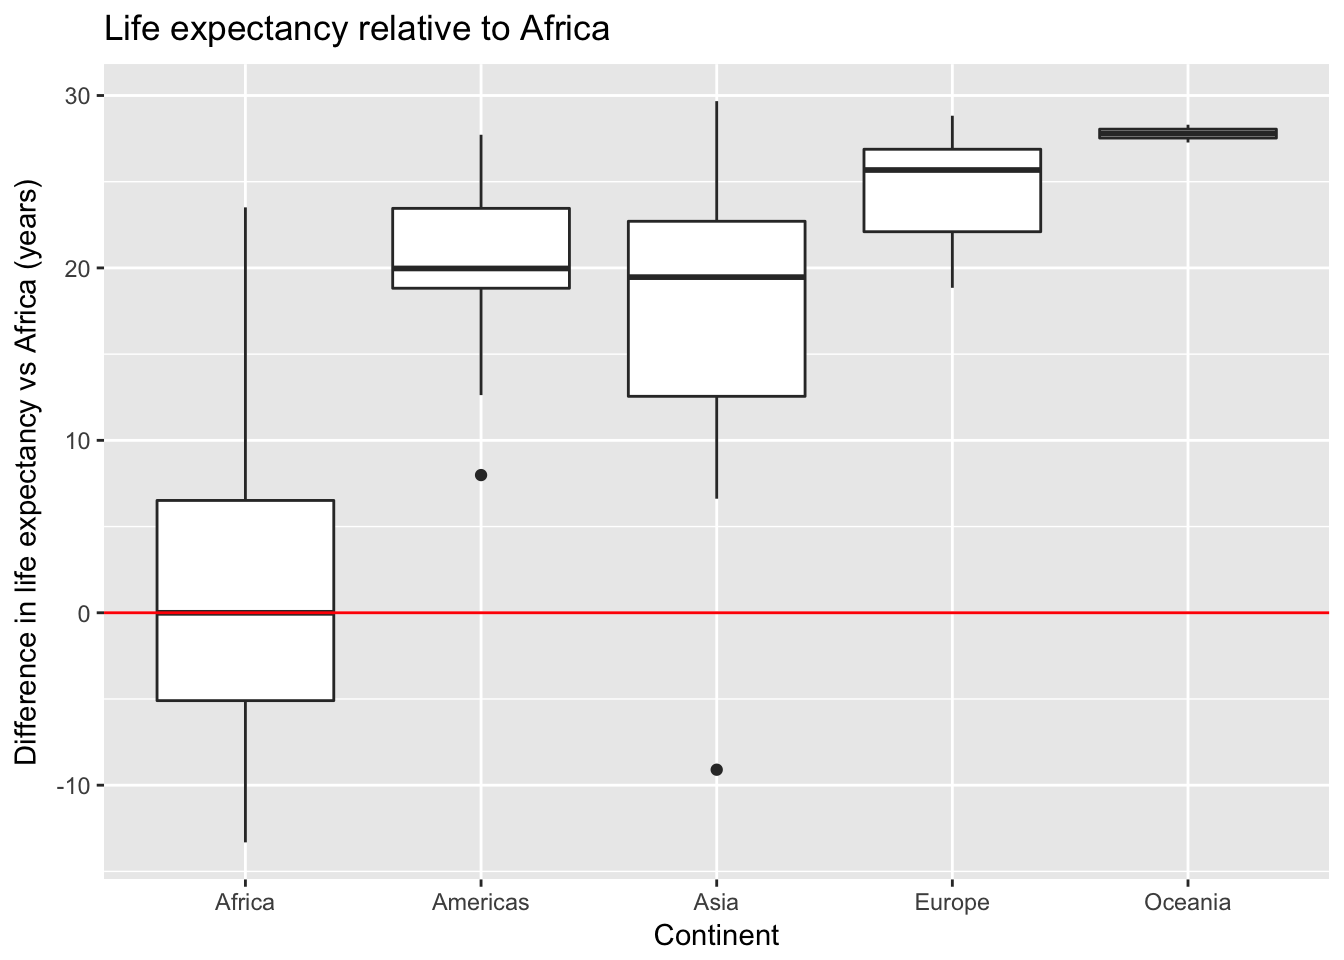 Life expectancy relative to Africa
Difference in life expectancy vs Africa (years)
30
20
10
0
-10
Africa
Americas
Asia
Europe
Oceania
Continent